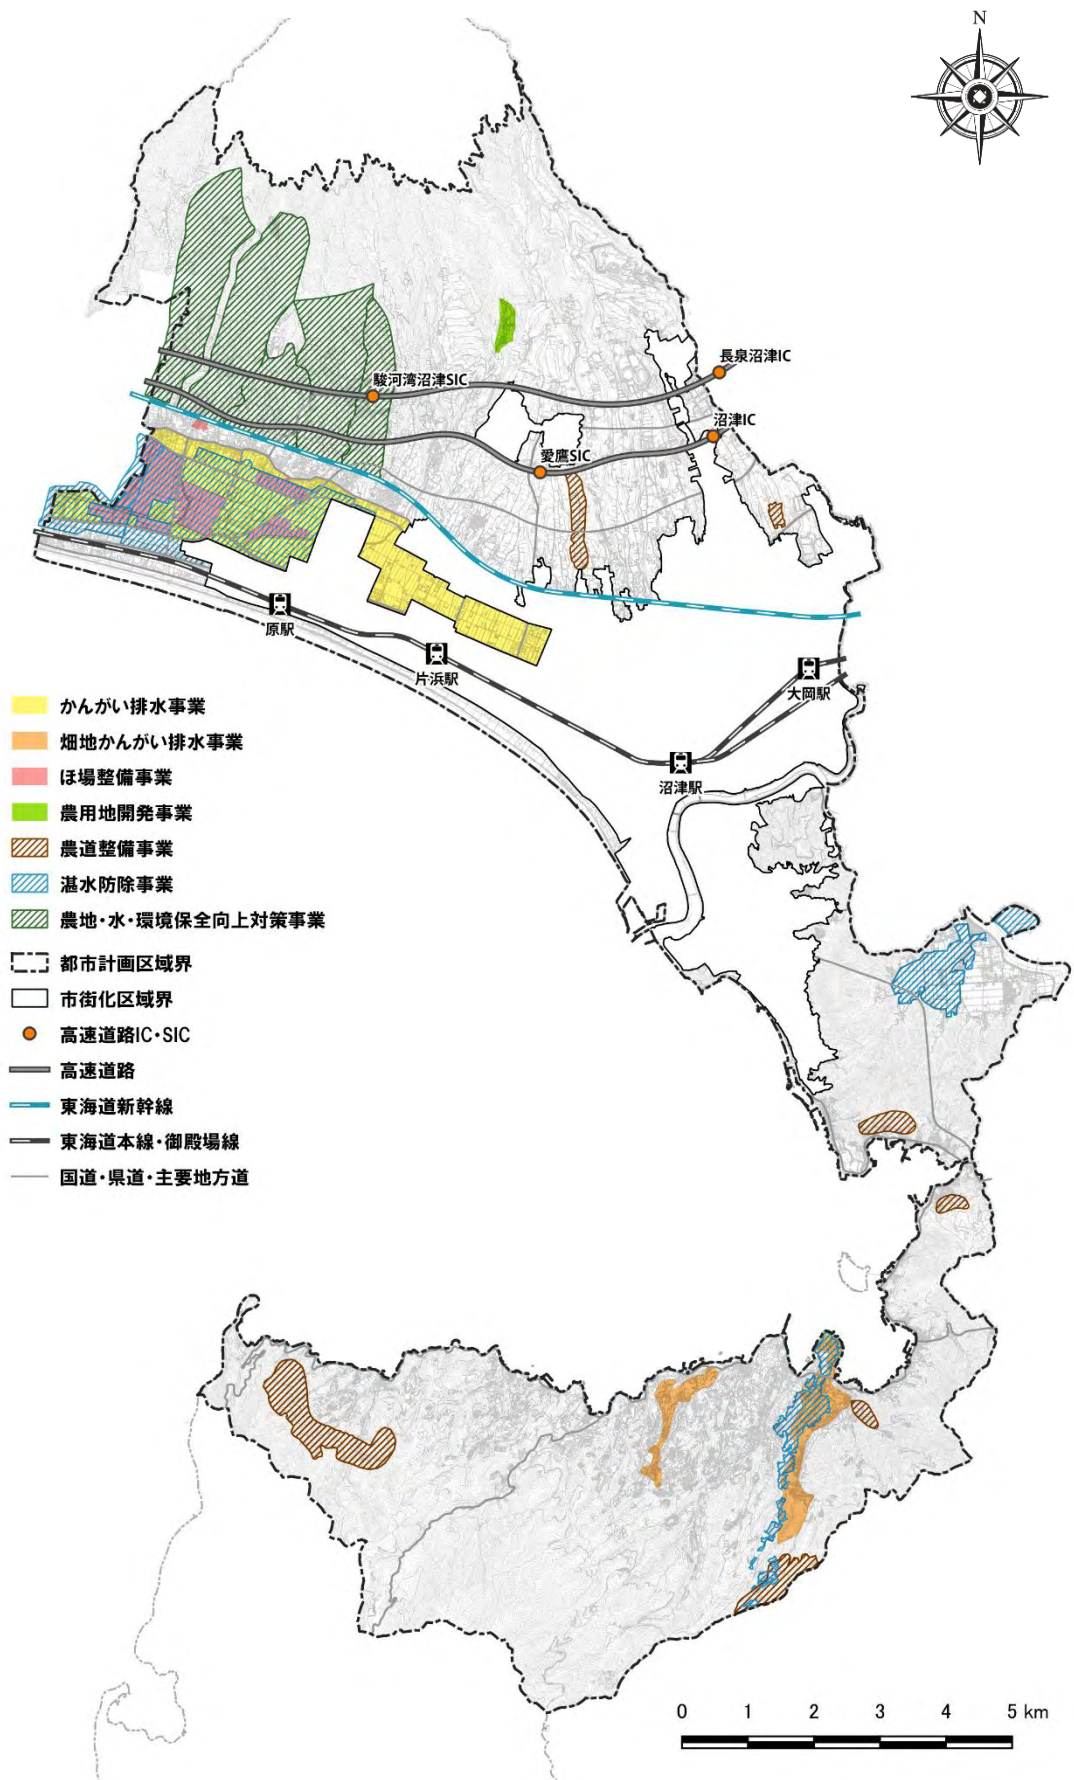 N
長泉沼津IC
駿河湾沼津SIC
沼津IC
愛鷹SIC
原駅
片浜駅
大岡駅
沼津駅
かんがい排水事業
畑地かんがい排水事業
ほ場整備事業
農用地開発事業
農道整備事業
湛水防除事業
農地・水・環境保全向上対策事業
都市計画区域界
市街化区域界
高速道路IC・SIC
高速道路
東海道新幹線
東海道本線・御殿場線
国道・県道・主要地方道
0 1 2 3 4 5 km